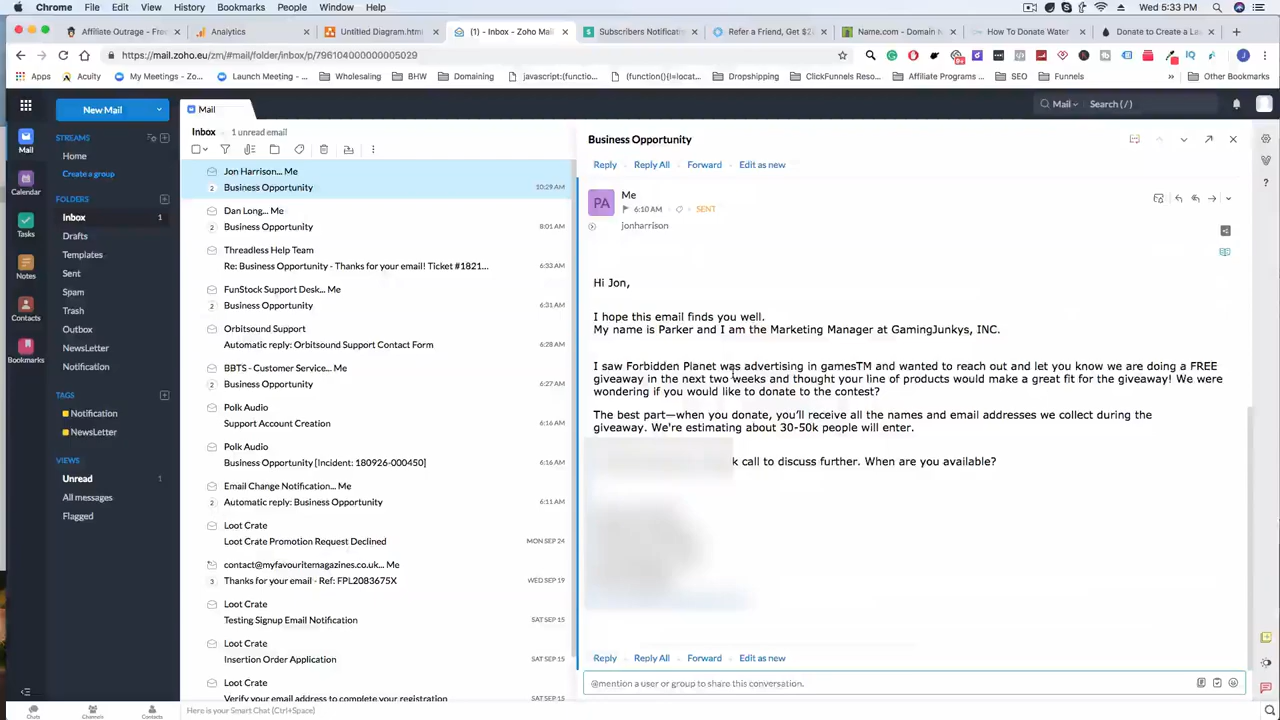 Chrome File Edit View History Bookmarks People Window Help Wed 5:33 PM
Affiliate Outrage – Fre Analytics Untitled Diagram.html (1) - Inbox - Zoho Mai Subscribers Notificati Refer a Friend, Get $2 Name.com - Domain N How To Donate Water Donate to Create a Las
https://mail.zoho.eu/zm/#mail/folder/inbox/p/796104000000005029
Apps Acuity My Meetings - Zo... Launch Meeting - ... Wholesaling BHW Domaining javascript:(functio... (function(){!=locat... Dropshipping ClickFunnels Reso... Affiliate Programs ... SEO Funnels » Other Bookmarks
New Mail
Mail
Mail Search ( / )
Mail
Calendar
Tasks
Notes
Contacts
Bookmarks
STREAMS
Home
Create a group
FOLDERS
Inbox 1
Drafts
Templates
Sent
Spam
Trash
Outbox
NewsLetter
Notification
TAGS
Notification
NewsLetter
VIEWS
Unread
All messages
Flagged
Inbox 1 unread email
Jon Harrison... Me
2 Business Opportunity 10:29 AM
Dan Long... Me
2 Business Opportunity 8:01 AM
Threadless Help Team
Re: Business Opportunity - Thanks for your email! Ticket #1821... 6:33 AM
FunStock Support Desk... Me
2 Business Opportunity 6:31 AM
Orbitsound Support
Automatic reply: Orbitsound Support Contact Form 6:28 AM
BBTS - Customer Service... Me
2 Business Opportunity 6:27 AM
Polk Audio
Support Account Creation 6:16 AM
Polk Audio
Business Opportunity [Incident: 180926-000450] 6:16 AM
Email Change Notification... Me
2 Automatic reply: Business Opportunity 6:11 AM
Loot Crate
Loot Crate Promotion Request Declined MON SEP 24
contact@myfavouritemagazines.co.uk... Me
3 Thanks for your email - Ref: FPL2083675X WED SEP 19
Loot Crate
Testing Signup Email Notification SAT SEP 15
Loot Crate
Insertion Order Application SAT SEP 15
Loot Crate
Verify your email address to complete your registration SAT SEP 15
Business Opportunity
Reply Reply All Forward Edit as new
PA
Me
6:10 AM SENT
jonharrison
Hi Jon,
I hope this email finds you well.
My name is Parker and I am the Marketing Manager at GamingJunkys, INC.
I saw Forbidden Planet was advertising in gamesTM and wanted to reach out and let you know we are doing a FREE
giveaway in the next two weeks and thought your line of products would make a great fit for the giveaway! We were
wondering if you would like to donate to the contest?
The best part—when you donate, you'll receive all the names and email addresses we collect during the
giveaway. We're estimating about 30-50k people will enter.
k call to discuss further. When are you available?
Reply Reply All Forward Edit as new
@mention a user or group to share this conversation.
Chats Channels Contacts Here is your Smart Chat (Ctrl+Space)